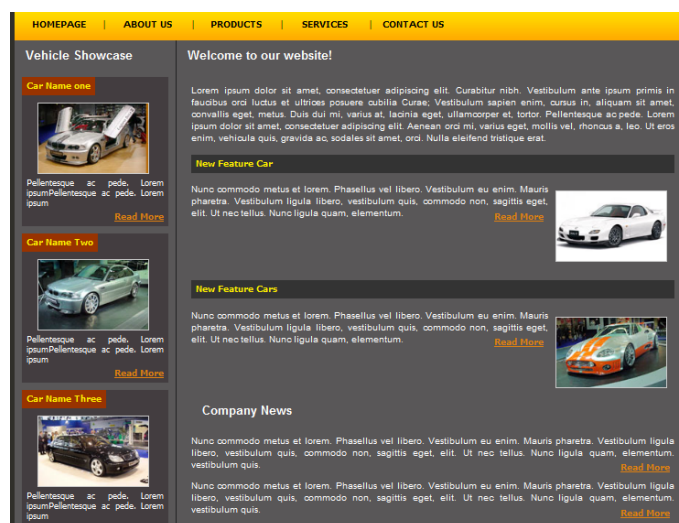 HOMEPAGE | ABOUT US | PRODUCTS | SERVICES | CONTACT US
Vehicle Showcase
Car Name one
Pellentesque ac pede. Lorem
ipsumPellentesque ac pede. Lorem
ipsum
Read More
Car Name Two
Pellentesque ac pede. Lorem
ipsumPellentesque ac pede. Lorem
ipsum
Read More
Car Name Three
Pellentesque ac pede. Lorem
ipsumPellentesque ac pede. Lorem
ipsum
Welcome to our website!
Lorem ipsum dolor sit amet, consectetuer adipiscing elit. Curabitur nibh. Vestibulum ante ipsum primis in
faucibus orci luctus et ultrices posuere cubilia Curae; Vestibulum sapien enim, cursus in, aliquam sit amet,
convallis eget, metus. Duis dui mi, varius at, lacinia eget, ullamcorper et, tortor. Pellentesque ac pede. Lorem
ipsum dolor sit amet, consectetuer adipiscing elit. Aenean orci mi, varius eget, mollis vel, rhoncus a, leo. Ut eros
enim, vehicula quis, gravida ac, sodales sit amet, orci. Nulla eleifend tristique erat.
New Feature Car
Nunc commodo metus et lorem. Phasellus vel libero. Vestibulum eu enim. Mauris
pharetra. Vestibulum ligula libero, vestibulum quis, commodo non, sagittis eget,
elit. Ut nec tellus. Nunc ligula quam, elementum. Read More
New Feature Cars
Nunc commodo metus et lorem. Phasellus vel libero. Vestibulum eu enim. Mauris
pharetra. Vestibulum ligula libero, vestibulum quis, commodo non, sagittis eget,
elit. Ut nec tellus. Nunc ligula quam, elementum. Read More
Company News
Nunc commodo metus et lorem. Phasellus vel libero. Vestibulum eu enim. Mauris pharetra. Vestibulum ligula
libero, vestibulum quis, commodo non, sagittis eget, elit. Ut nec tellus. Nunc ligula quam, elementum.
vestibulum quis. Read More
Nunc commodo metus et lorem. Phasellus vel libero. Vestibulum eu enim. Mauris pharetra. Vestibulum ligula
libero, vestibulum quis, commodo non, sagittis eget, elit. Ut nec tellus. Nunc ligula quam, elementum.
vestibulum quis. Read More